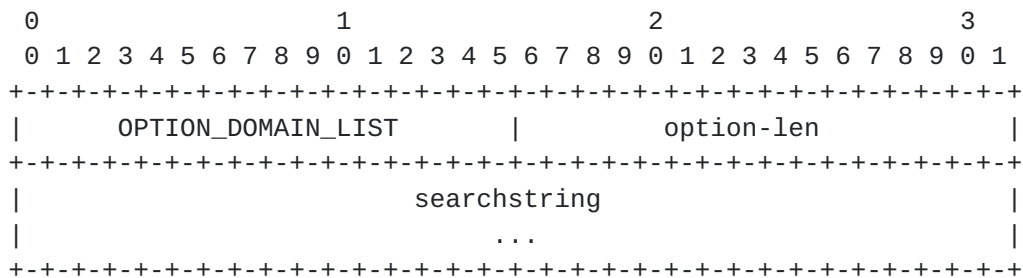 0                   1                   2                   3
 0 1 2 3 4 5 6 7 8 9 0 1 2 3 4 5 6 7 8 9 0 1 2 3 4 5 6 7 8 9 0 1
+-+-+-+-+-+-+-+-+-+-+-+-+-+-+-+-+-+-+-+-+-+-+-+-+-+-+-+-+-+-+-+-+
|      OPTION_DOMAIN_LIST       |         option-len            |
+-+-+-+-+-+-+-+-+-+-+-+-+-+-+-+-+-+-+-+-+-+-+-+-+-+-+-+-+-+-+-+-+
|                         searchstring                          |
|                              ...                              |
+-+-+-+-+-+-+-+-+-+-+-+-+-+-+-+-+-+-+-+-+-+-+-+-+-+-+-+-+-+-+-+-+